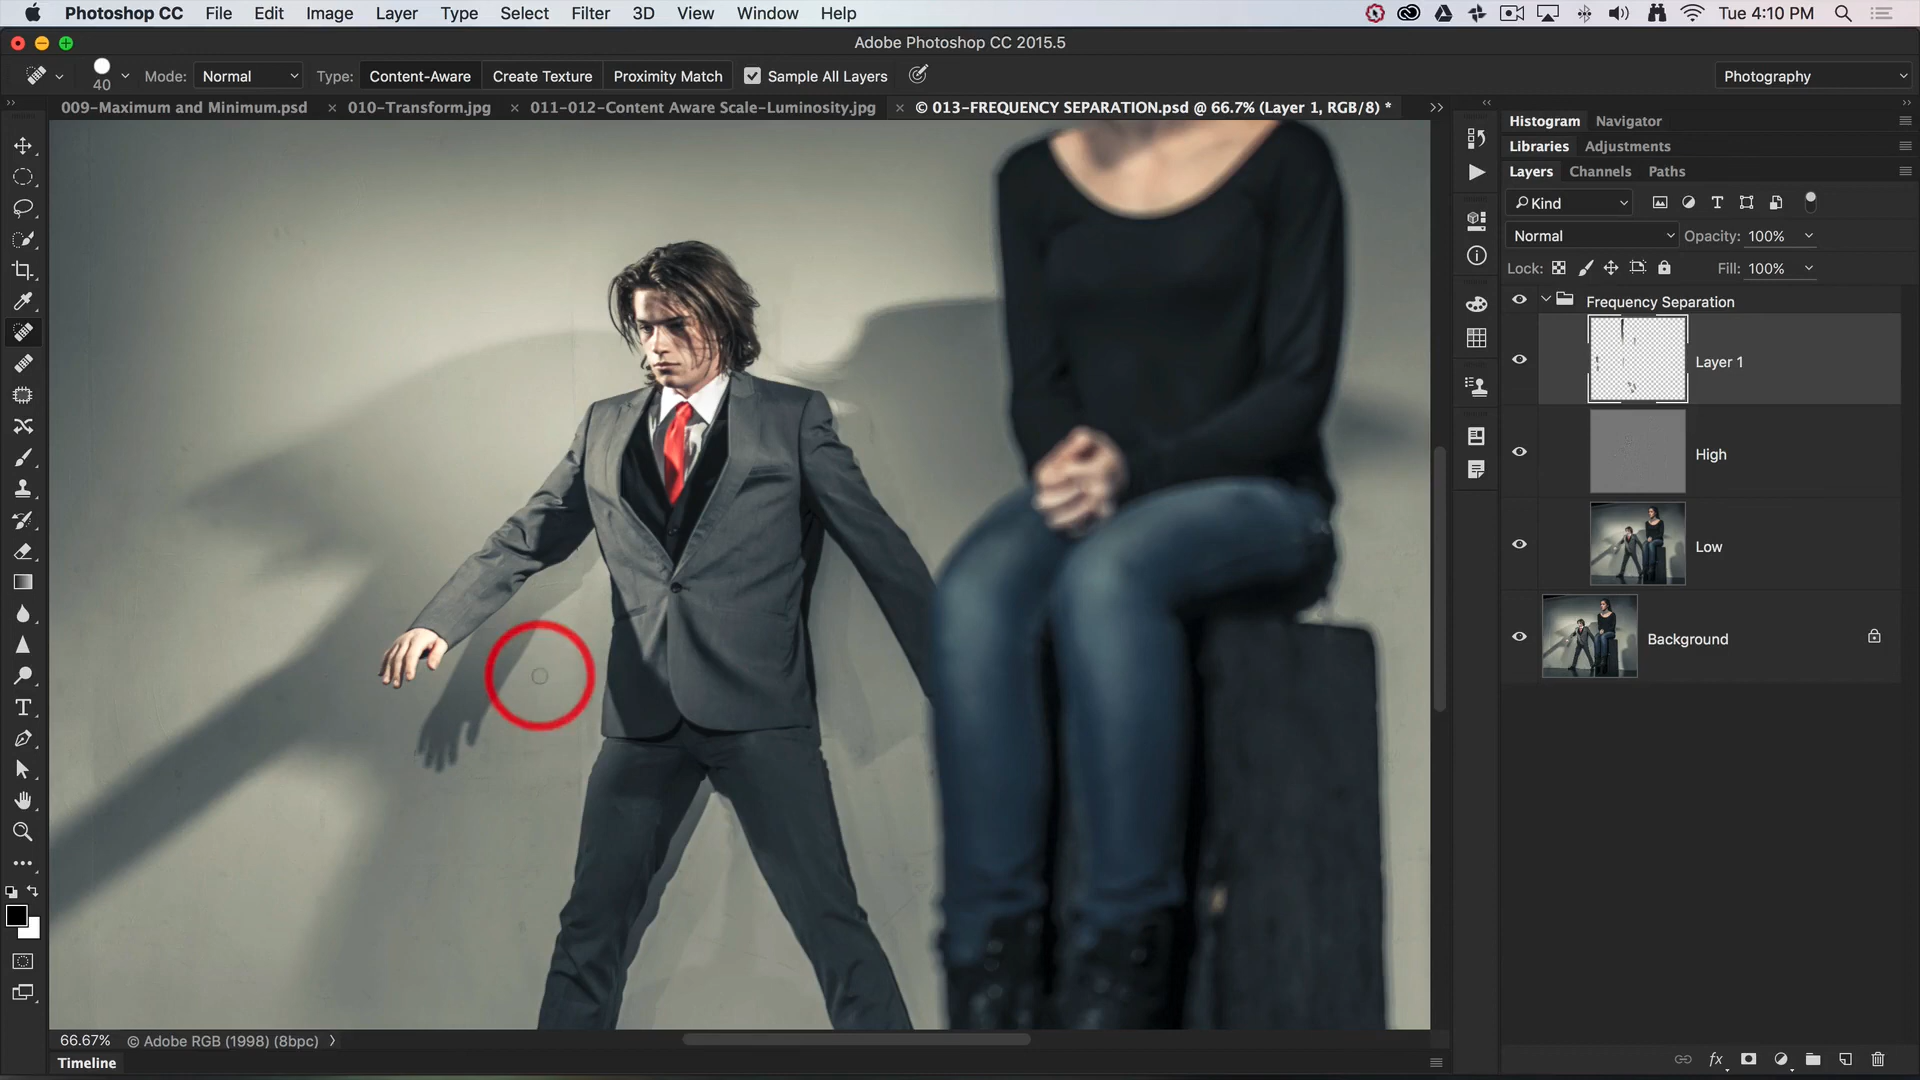 Photoshop CC File Edit Image Layer Type Select Filter 3D View Window Help Tue 4:10 PM
Adobe Photoshop CC 2015.5
40 Mode: Normal Type: Content-Aware Create Texture Proximity Match Sample All Layers Photography
009-Maximum and Minimum.psd × 010-Transform.jpg × 011-012-Content Aware Scale-Luminosity.jpg × © 013-FREQUENCY SEPARATION.psd @ 66.7% (Layer 1, RGB/8) *
Histogram Navigator
Libraries Adjustments
Layers Channels Paths
Kind
Normal Opacity: 100%
Lock: Fill: 100%
Frequency Separation
Layer 1
High
Low
Background
66.67% © Adobe RGB (1998) (8bpc)
Timeline
fx